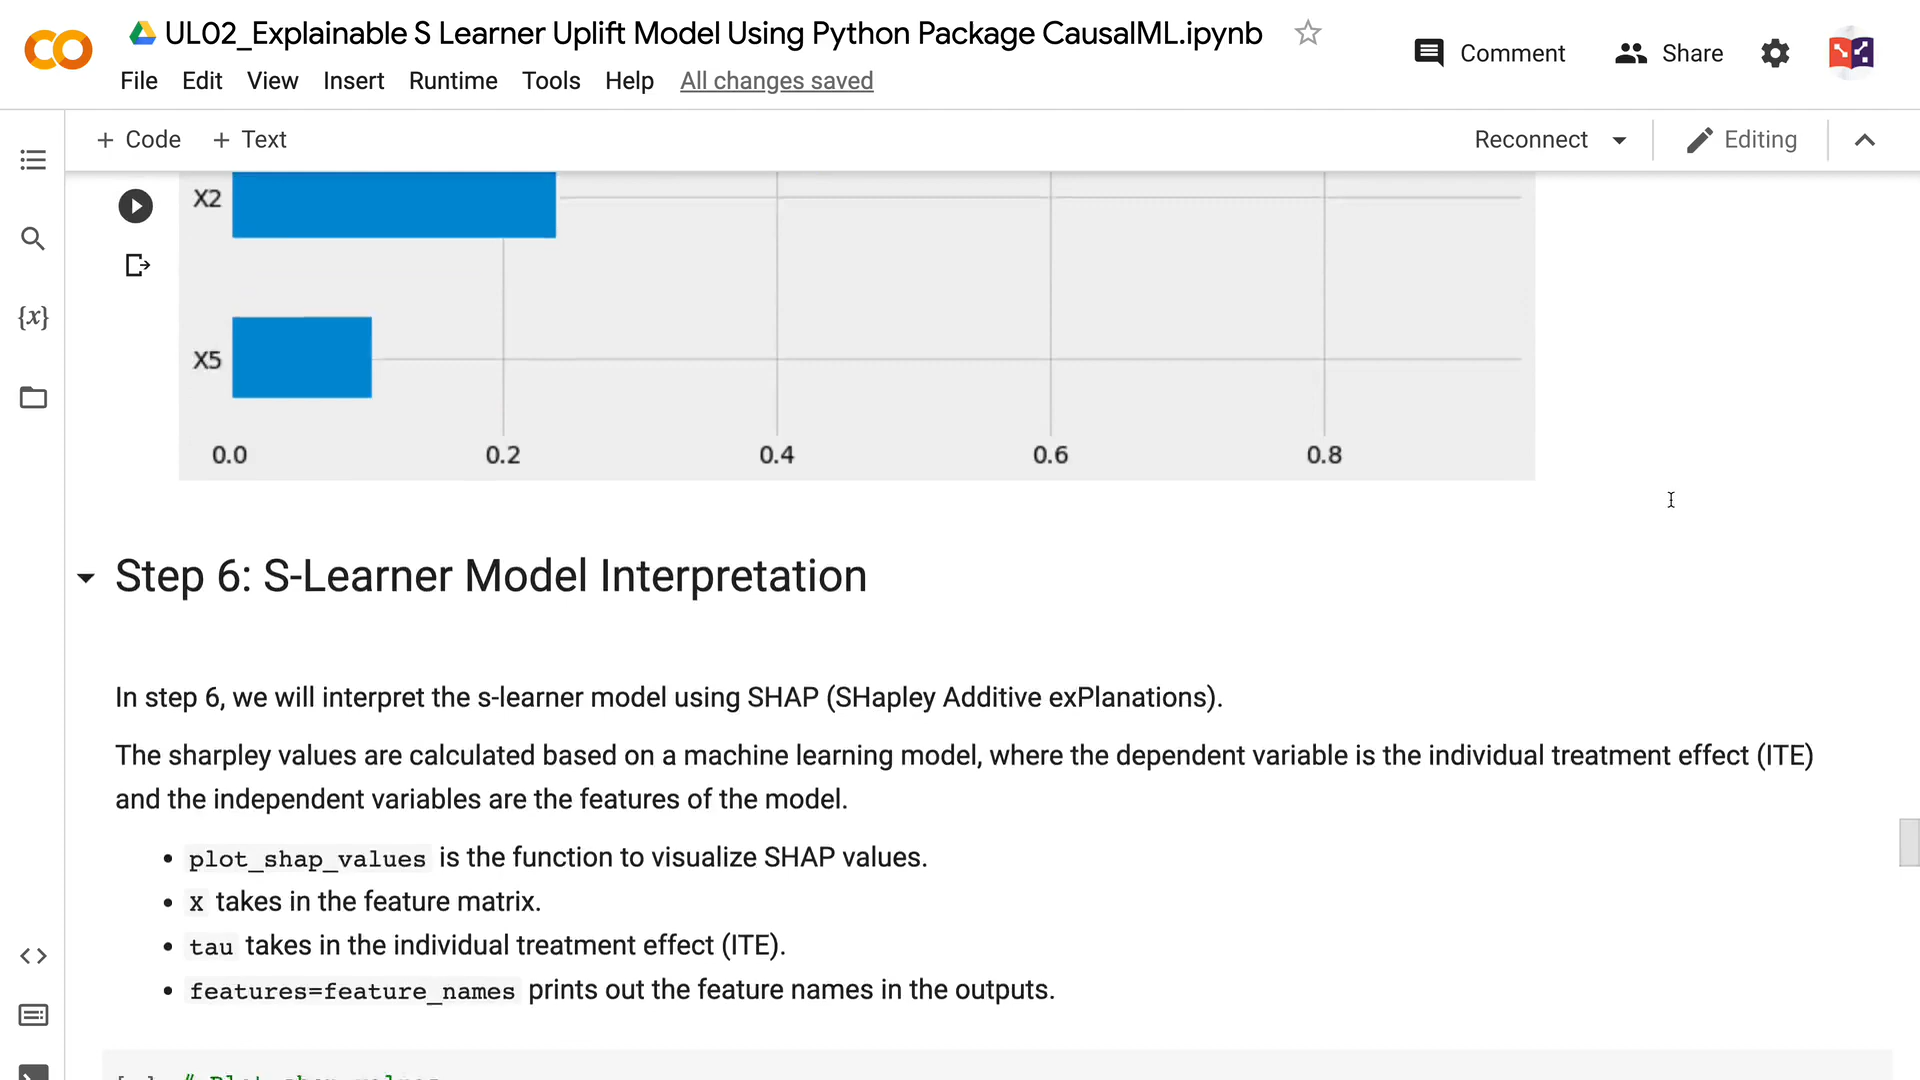 UL02_Explainable S Learner Uplift Model Using Python Package CausalML.ipynb
Comment
Share
File Edit View Insert Runtime Tools Help All changes saved
+ Code + Text
Reconnect
Editing
X2
{x}
X5
0.0 0.2 0.4 0.6 0.8
Step 6: S-Learner Model Interpretation
In step 6, we will interpret the s-learner model using SHAP (SHapley Additive exPlanations).
The sharpley values are calculated based on a machine learning model, where the dependent variable is the individual treatment effect (ITE)
and the independent variables are the features of the model.
• plot_shap_values is the function to visualize SHAP values.
• X takes in the feature matrix.
• tau takes in the individual treatment effect (ITE).
• features=feature_names prints out the feature names in the outputs.
[ ] # Plot shap values